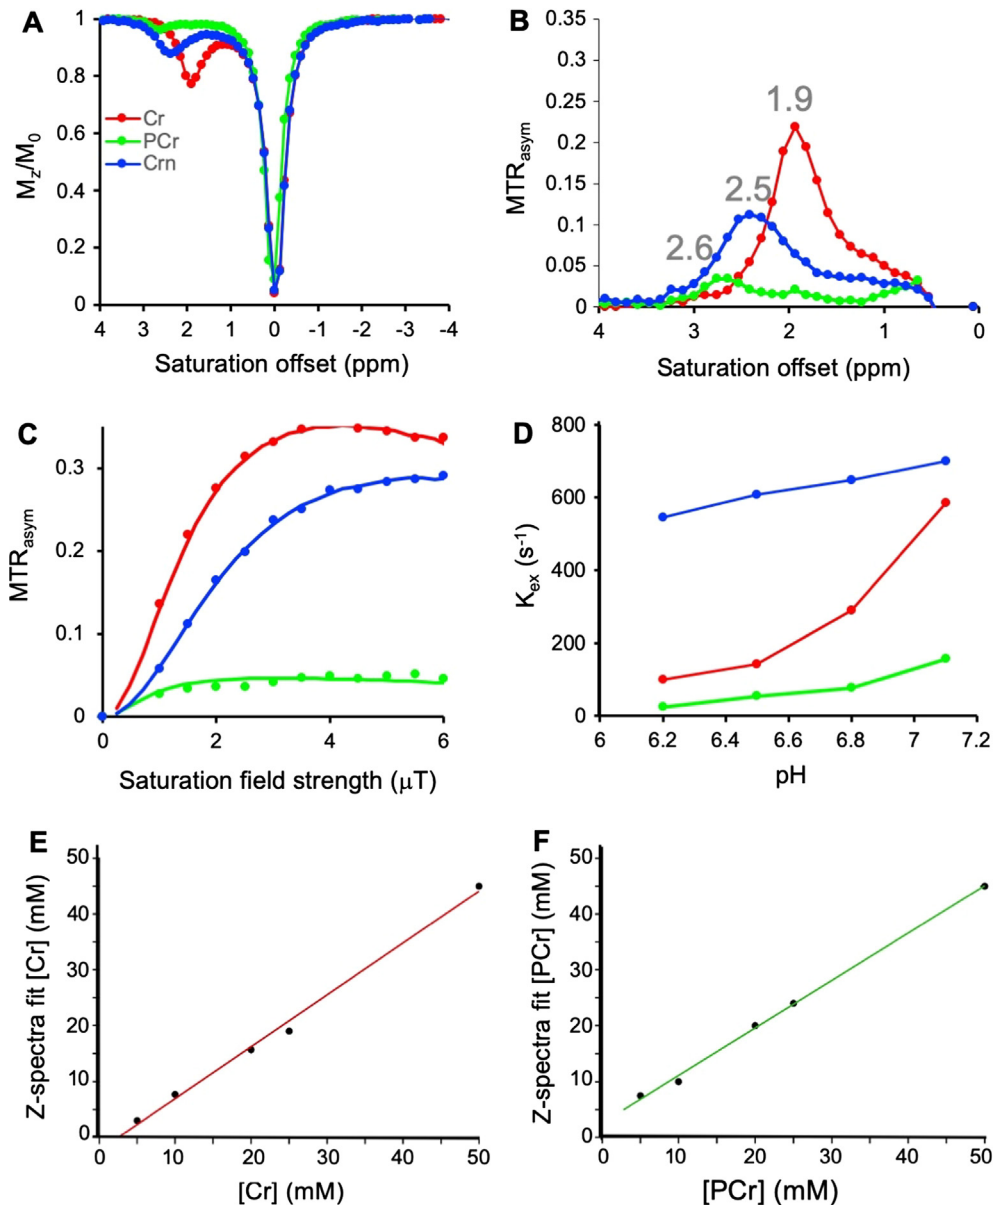 A
1
0.8
0.6
0.4
0.2
0
M_z/M_0
Cr
PCr
Crn
4 3 2 1 0 -1 -2 -3 -4
Saturation offset (ppm)
B
0.35
0.3
0.25
0.2
0.15
0.1
0.05
0
MTR_asym
1.9
2.5
2.6
4 3 2 1 0
Saturation offset (ppm)
C
0.3
0.2
0.1
0
MTR_asym
0 2 4 6
Saturation field strength (μT)
D
800
600
400
200
0
K_ex (s⁻¹)
6 6.2 6.4 6.6 6.8 7 7.2
pH
E
50
40
30
20
10
0
Z-spectra fit [Cr] (mM)
0 10 20 30 40 50
[Cr] (mM)
F
50
40
30
20
10
0
Z-spectra fit [PCr] (mM)
0 10 20 30 40 50
[PCr] (mM)